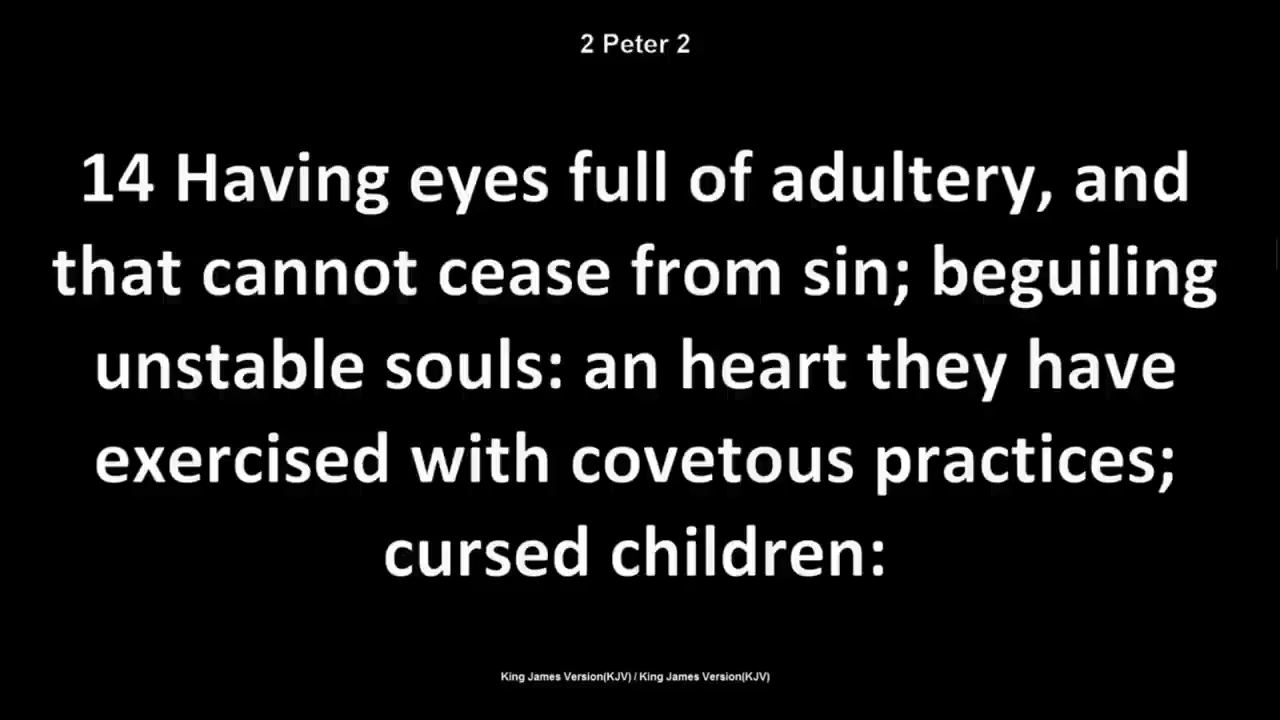 2 Peter 2
14 Having eyes full of adultery, and
that cannot cease from sin; beguiling
unstable souls: an heart they have
exercised with covetous practices;
cursed children:
King James Version(KJV) / King James Version(KJV)